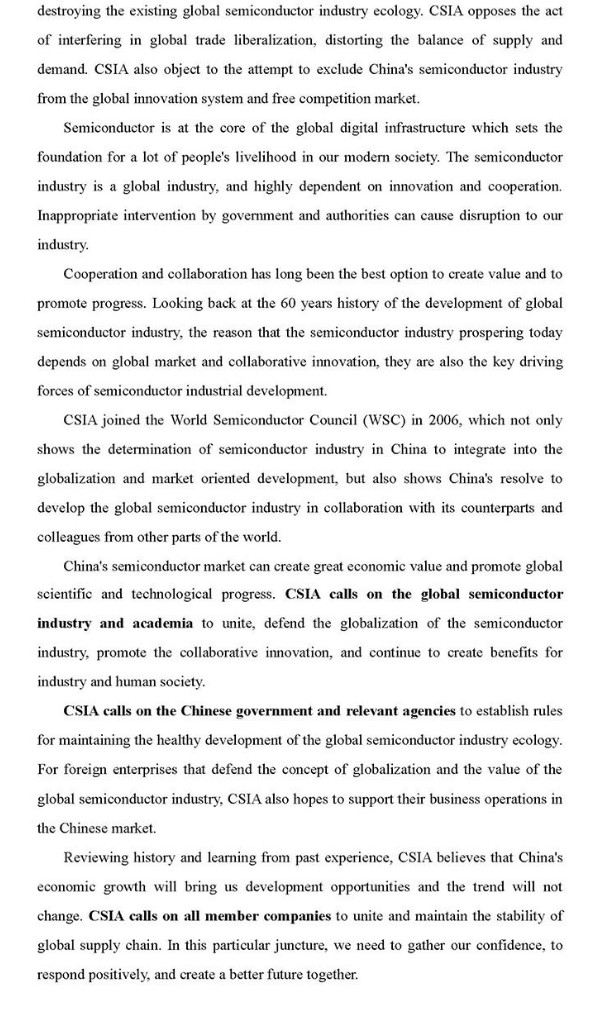 destroying the existing global semiconductor industry ecology. CSIA opposes the act
of interfering in global trade liberalization, distorting the balance of supply and
demand. CSIA also object to the attempt to exclude China's semiconductor industry
from the global innovation system and free competition market.
Semiconductor is at the core of the global digital infrastructure which sets the
foundation for a lot of people's livelihood in our modern society. The semiconductor
industry is a global industry, and highly dependent on innovation and cooperation.
Inappropriate intervention by government and authorities can cause disruption to our
industry.
Cooperation and collaboration has long been the best option to create value and to
promote progress. Looking back at the 60 years history of the development of global
semiconductor industry, the reason that the semiconductor industry prospering today
depends on global market and collaborative innovation, they are also the key driving
forces of semiconductor industrial development.
CSIA joined the World Semiconductor Council (WSC) in 2006, which not only
shows the determination of semiconductor industry in China to integrate into the
globalization and market oriented development, but also shows China's resolve to
develop the global semiconductor industry in collaboration with its counterparts and
colleagues from other parts of the world.
China's semiconductor market can create great economic value and promote global
scientific and technological progress. CSIA calls on the global semiconductor
industry and academia to unite, defend the globalization of the semiconductor
industry, promote the collaborative innovation, and continue to create benefits for
industry and human society.
CSIA calls on the Chinese government and relevant agencies to establish rules
for maintaining the healthy development of the global semiconductor industry ecology.
For foreign enterprises that defend the concept of globalization and the value of the
global semiconductor industry, CSIA also hopes to support their business operations in
the Chinese market.
Reviewing history and learning from past experience, CSIA believes that China's
economic growth will bring us development opportunities and the trend will not
change. CSIA calls on all member companies to unite and maintain the stability of
global supply chain. In this particular juncture, we need to gather our confidence, to
respond positively, and create a better future together.